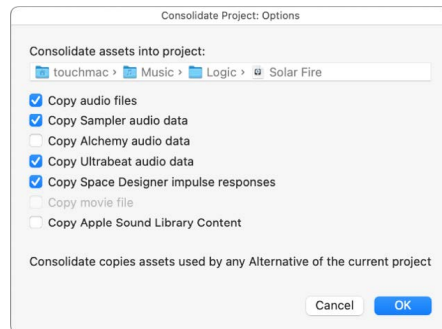 Consolidate Project: Options
Consolidate assets into project:
touchmac › Music › Logic › Solar Fire
Copy audio files
Copy Sampler audio data
Copy Alchemy audio data
Copy Ultrabeat audio data
Copy Space Designer impulse responses
Copy movie file
Copy Apple Sound Library Content
Consolidate copies assets used by any Alternative of the current project
Cancel OK